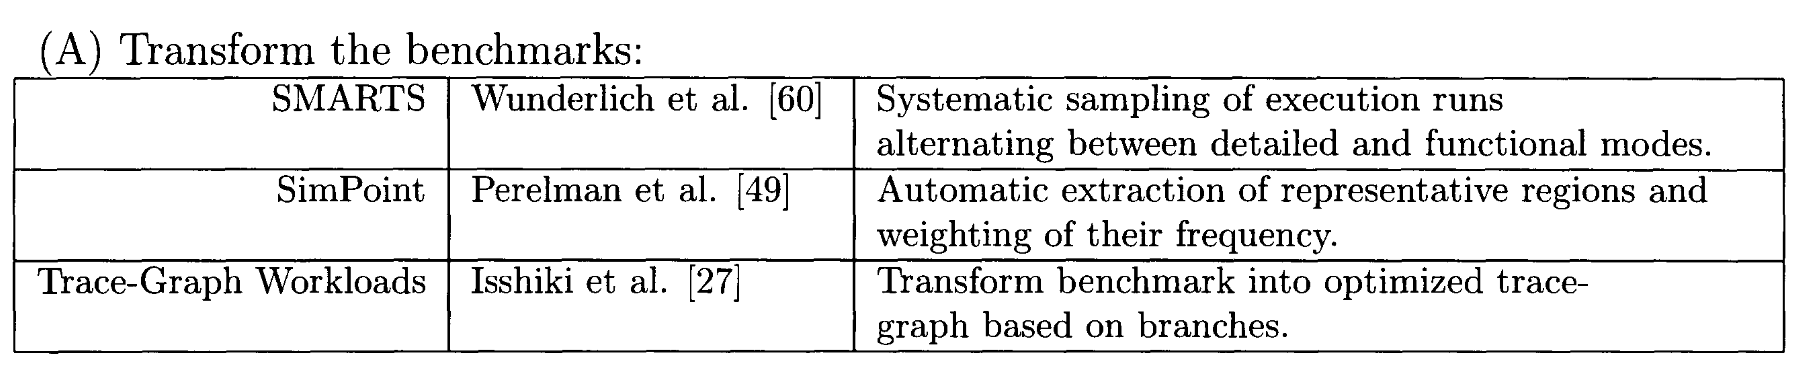 (A) Transform the benchmarks:
SMARTS Wunderlich et al. [60] Systematic sampling of execution runs
alternating between detailed and functional modes.
SimPoint Perelman et al. [49] Automatic extraction of representative regions and
weighting of their frequency.
Trace-Graph Workloads Isshiki et al. [27] Transform benchmark into optimized trace-
graph based on branches.